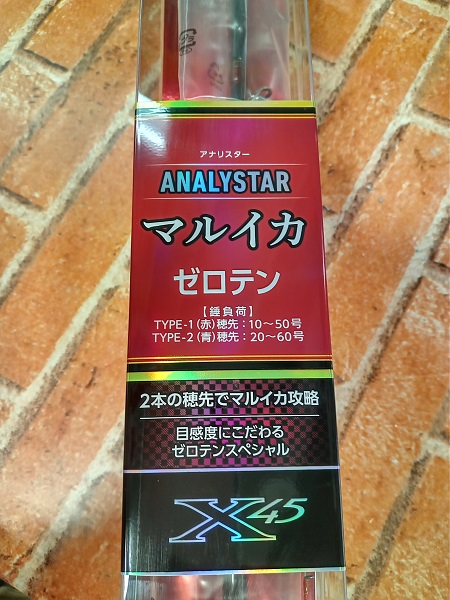 アナリスター
ANALYSTAR
マルイカ
ゼロテン
【錘負荷】
TYPE-1(赤)穂先:10~50号
TYPE-2(青)穂先:20~60号
2本の穂先でマルイカ攻略
目感度にこだわる
ゼロテンスペシャル
X45